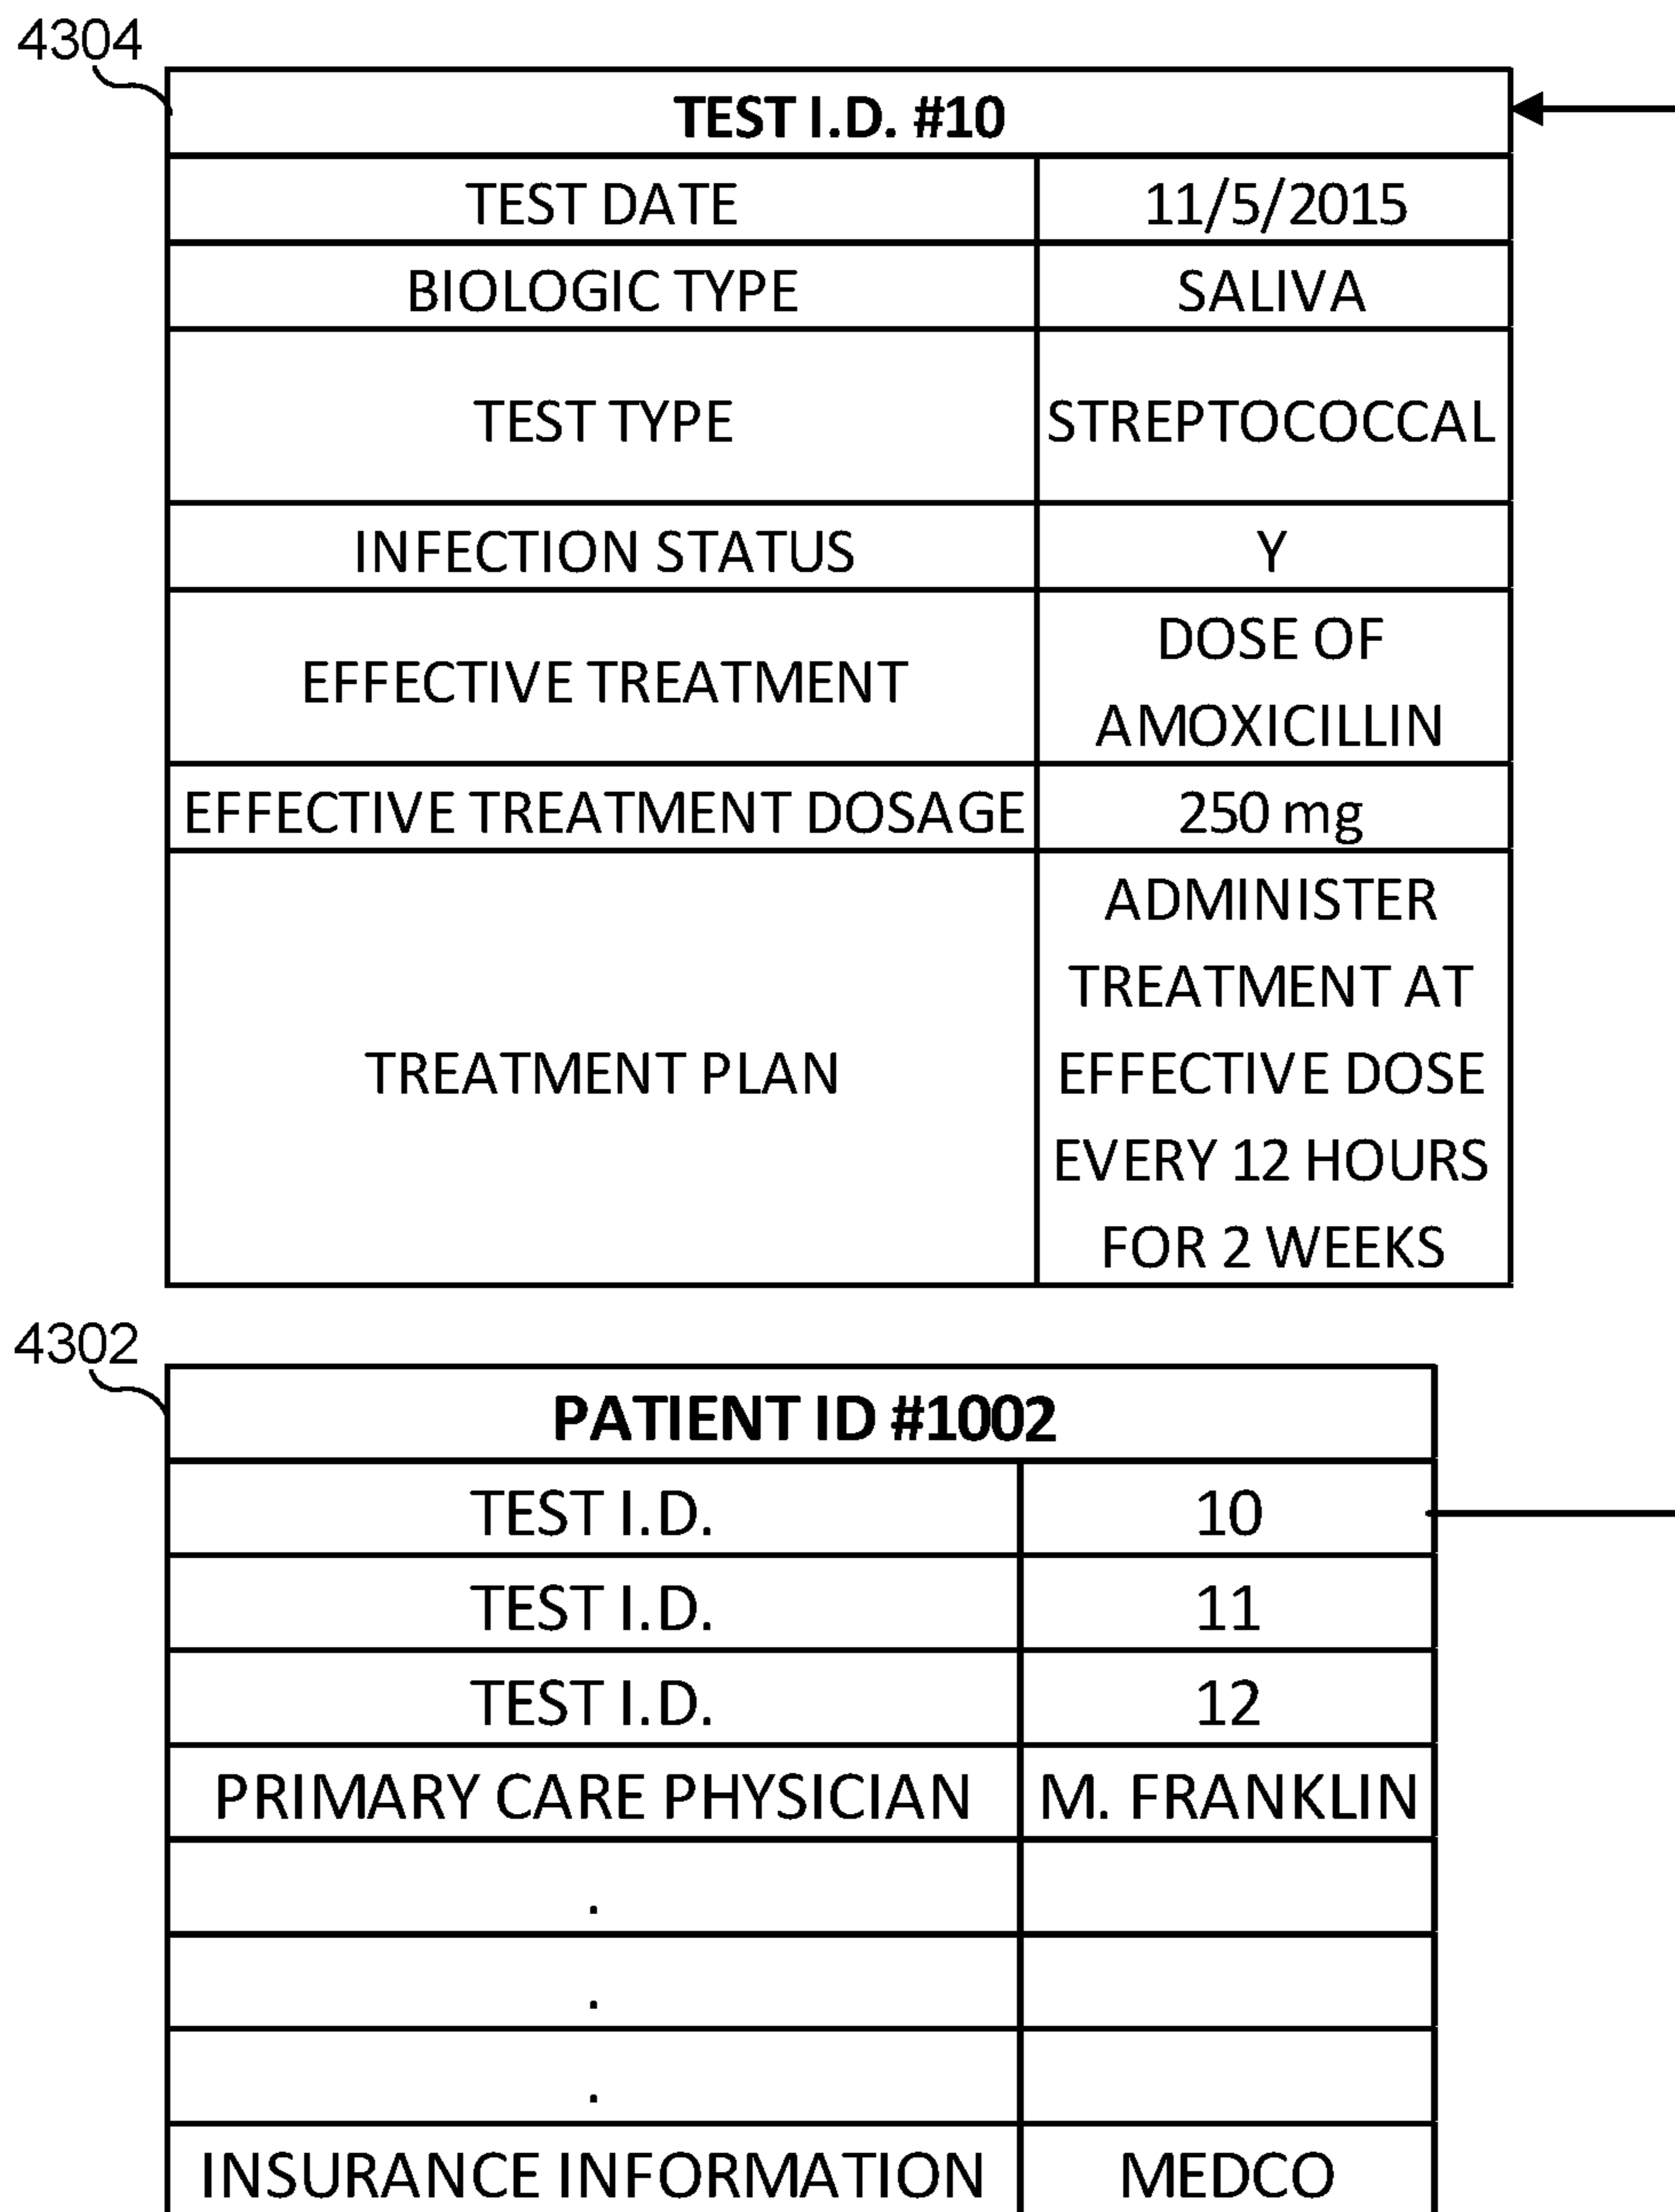 4304
TEST I.D. #10
TEST DATE 11/5/2015
BIOLOGIC TYPE SALIVA
TEST TYPE STREPTOCOCCAL
INFECTION STATUS Y
EFFECTIVE TREATMENT DOSE OF
AMOXICILLIN
EFFECTIVE TREATMENT DOSAGE 250 mg
TREATMENT PLAN ADMINISTER
TREATMENT AT
EFFECTIVE DOSE
EVERY 12 HOURS
FOR 2 WEEKS
4302
PATIENT ID #1002
TEST I.D. 10
TEST I.D. 11
TEST I.D. 12
PRIMARY CARE PHYSICIAN M. FRANKLIN
.
.
.
INSURANCE INFORMATION MEDCO